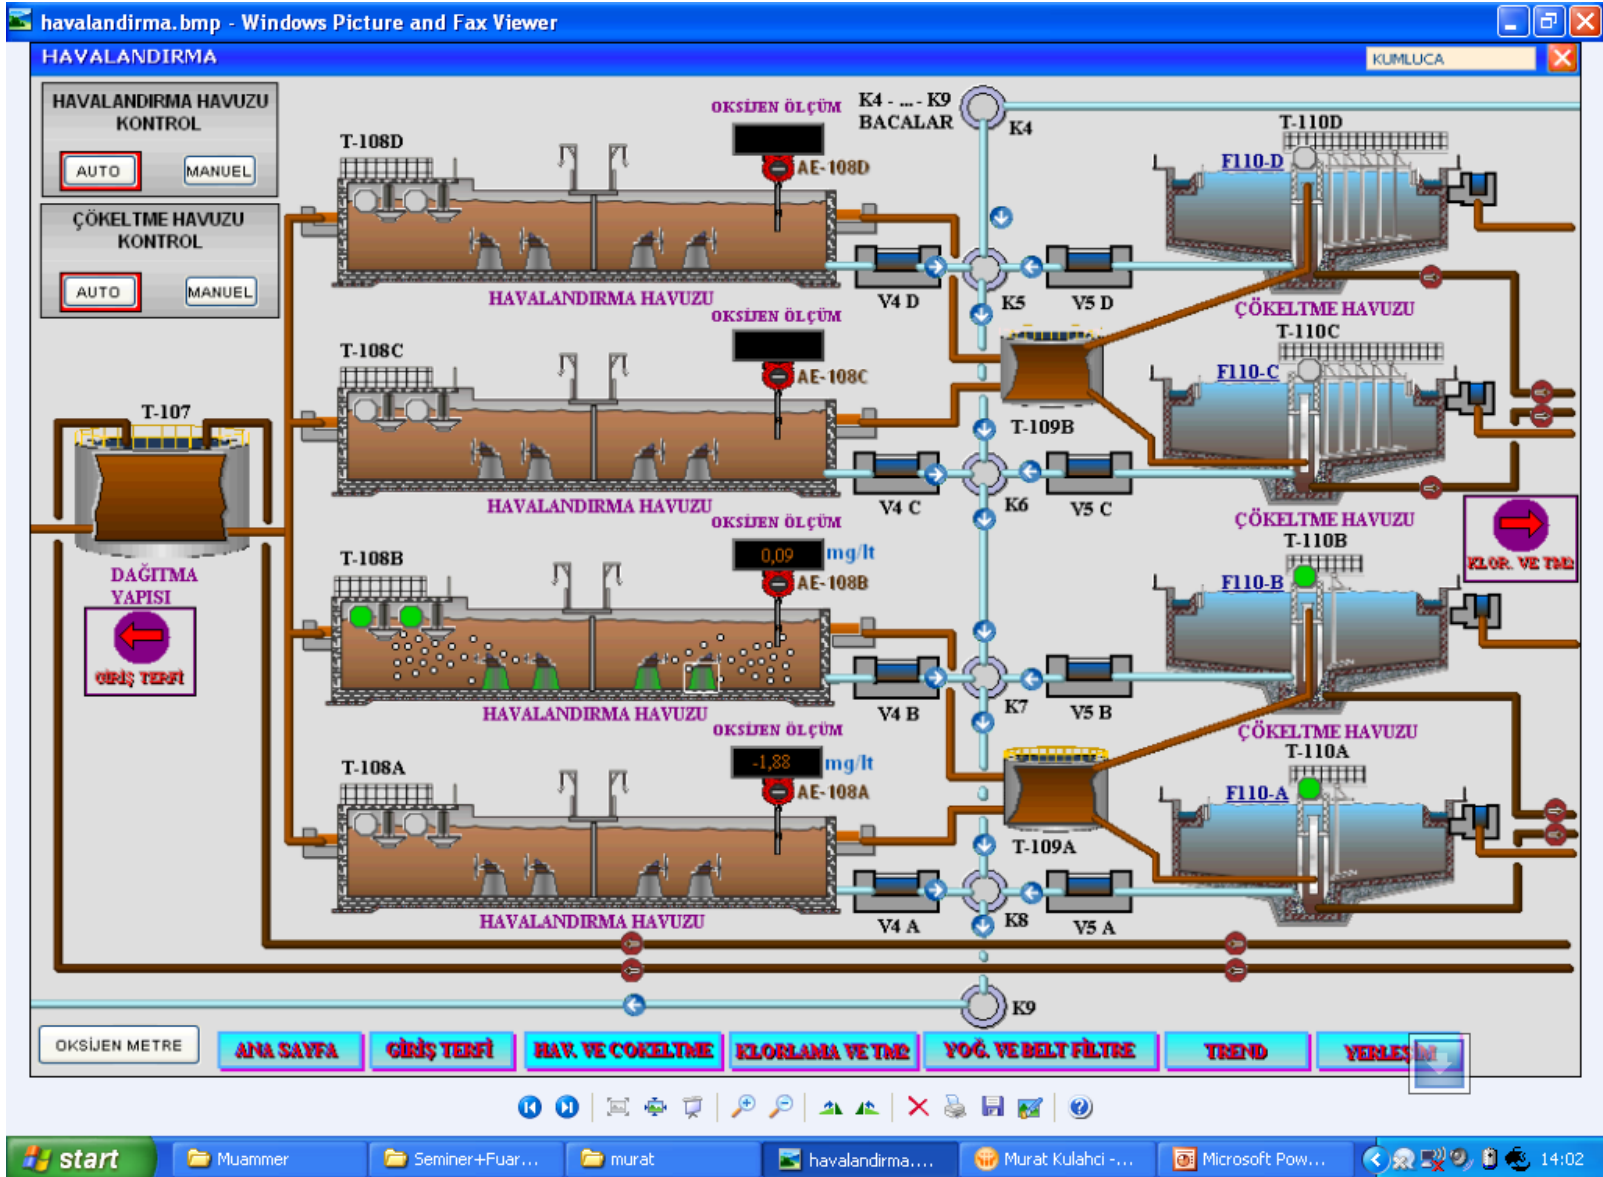 havalandirma.bmp - Windows Picture and Fax Viewer
HAVALANDIRMA
KUMLUCA
HAVALANDIRMA HAVUZU
KONTROL
AUTO
MANUEL
ÇÖKELTME HAVUZU
KONTROL
AUTO
MANUEL
T-108D
OKSİJEN ÖLÇÜM
K4 - ... - K9
BACALAR
K4
AE-108D
T-110D
F110-D
HAVALANDIRMA HAVUZU
V4 D
K5
V5 D
ÇÖKELTME HAVUZU
OKSİJEN ÖLÇÜM
T-108C
AE-108C
T-110C
F110-C
T-107
T-109B
HAVALANDIRMA HAVUZU
V4 C
K6
V5 C
ÇÖKELTME HAVUZU
OKSİJEN ÖLÇÜM
T-108B
0,09 mg/lt
AE-108B
T-110B
F110-B
KLOR. VE TM2
DAĞITMA
YAPISI
GİRİŞ TERFİ
HAVALANDIRMA HAVUZU
V4 B
K7
V5 B
ÇÖKELTME HAVUZU
OKSİJEN ÖLÇÜM
T-108A
-1,88 mg/lt
AE-108A
T-110A
F110-A
T-109A
HAVALANDIRMA HAVUZU
V4 A
K8
V5 A
K9
OKSİJEN METRE
ANA SAYFA
GİRİŞ TERFİ
HAV. VE COKELTME
KLORLAMA VE TM2
YOĞ. VE BELT FİLTRE
TREND
YERLEŞİM
start
Muammer
Seminer+Fuar...
murat
havalandirma....
Murat Kulahci -...
Microsoft Pow...
14:02